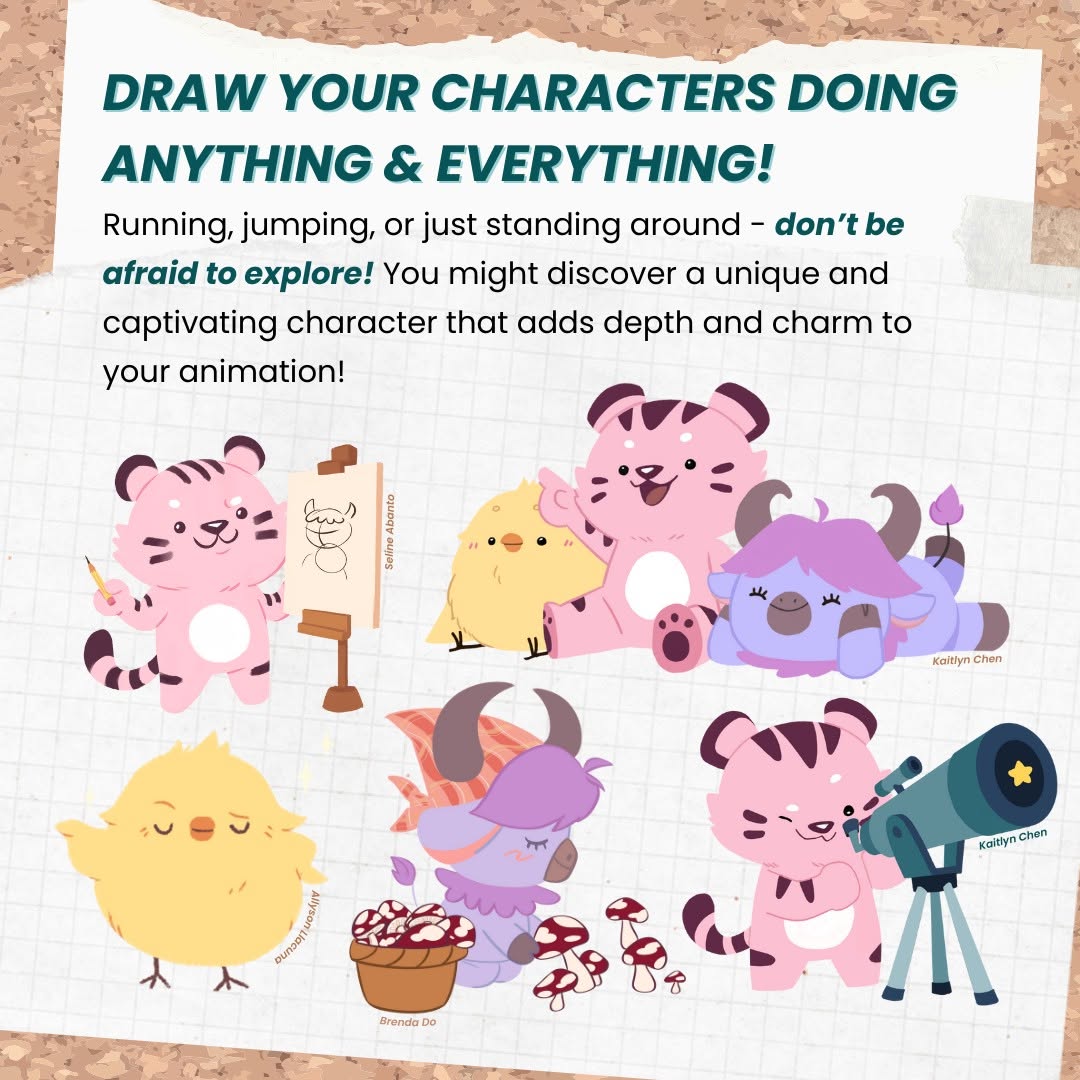 DRAW YOUR CHARACTERS DOING
ANYTHING & EVERYTHING!
Running, jumping, or just standing around – don’t be
afraid to explore! You might discover a unique and
captivating character that adds depth and charm to
your animation!
Seline Abanto
Kaitlyn Chen
Allyson Llacuna
Brenda Do
Kaitlyn Chen